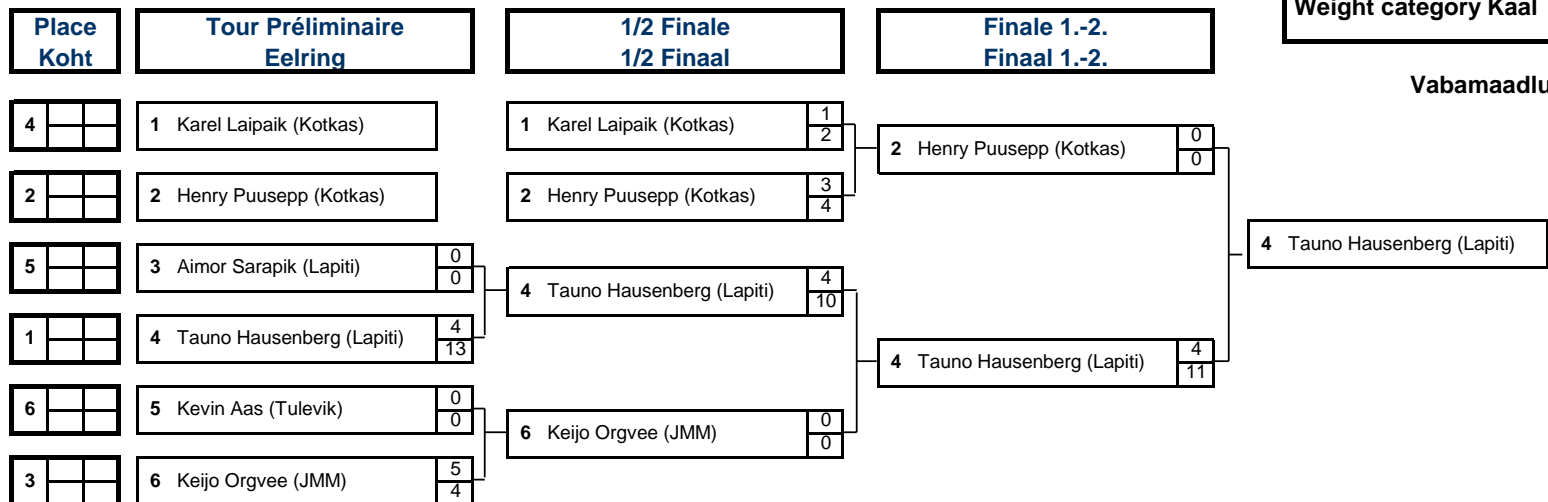 Weight category Kaal
Place
Koht
Tour Préliminaire
Eelring
1/2 Finale
1/2 Finaal
Finale 1.-2.
Finaal 1.-2.
Vabamaadlu
4
1 Karel Laipaik (Kotkas)
1 Karel Laipaik (Kotkas)
1
2
2 Henry Puusepp (Kotkas)
0
0
2
2 Henry Puusepp (Kotkas)
2 Henry Puusepp (Kotkas)
3
4
4 Tauno Hausenberg (Lapiti)
5
3 Aimor Sarapik (Lapiti)
0
0
4 Tauno Hausenberg (Lapiti)
4
10
1
4 Tauno Hausenberg (Lapiti)
4
13
4 Tauno Hausenberg (Lapiti)
4
11
6
5 Kevin Aas (Tulevik)
0
0
6 Keijo Orgvee (JMM)
0
0
3
6 Keijo Orgvee (JMM)
5
4